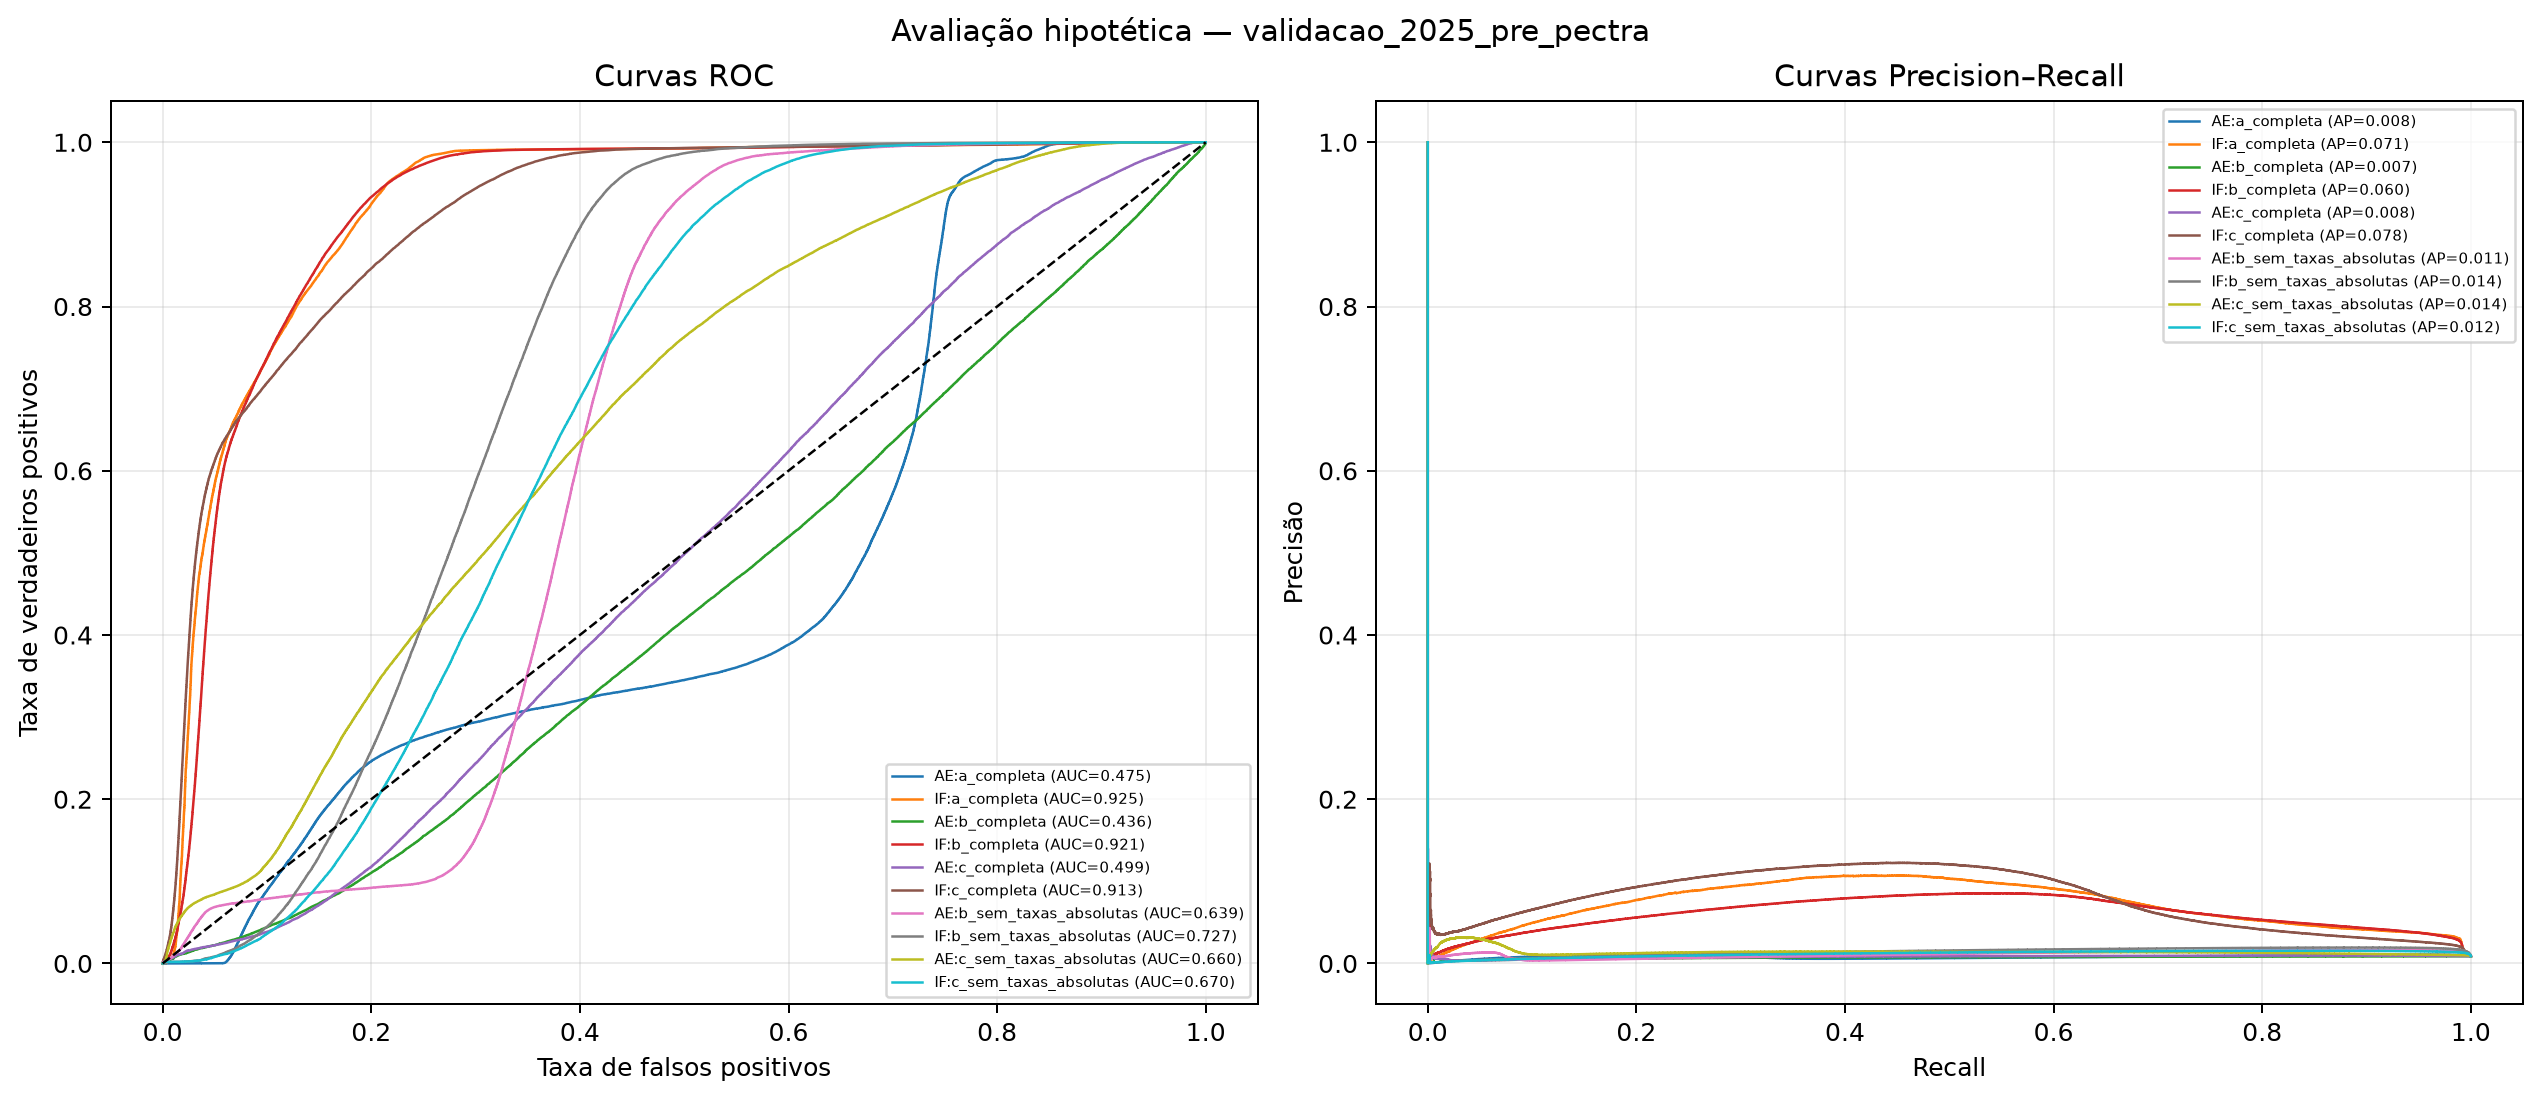 Avaliação hipotética — validacao_2025_pre_pectra
Curvas ROC
Taxa de verdadeiros positivos
1.0
0.8
0.6
0.4
0.2
0.0
0.0 0.2 0.4 0.6 0.8 1.0
Taxa de falsos positivos
AE:a_completa (AUC=0.475)
IF:a_completa (AUC=0.925)
AE:b_completa (AUC=0.436)
IF:b_completa (AUC=0.921)
AE:c_completa (AUC=0.499)
IF:c_completa (AUC=0.913)
AE:b_sem_taxas_absolutas (AUC=0.639)
IF:b_sem_taxas_absolutas (AUC=0.727)
AE:c_sem_taxas_absolutas (AUC=0.660)
IF:c_sem_taxas_absolutas (AUC=0.670)
Curvas Precision–Recall
Precisão
1.0
0.8
0.6
0.4
0.2
0.0
0.0 0.2 0.4 0.6 0.8 1.0
Recall
AE:a_completa (AP=0.008)
IF:a_completa (AP=0.071)
AE:b_completa (AP=0.007)
IF:b_completa (AP=0.060)
AE:c_completa (AP=0.008)
IF:c_completa (AP=0.078)
AE:b_sem_taxas_absolutas (AP=0.011)
IF:b_sem_taxas_absolutas (AP=0.014)
AE:c_sem_taxas_absolutas (AP=0.014)
IF:c_sem_taxas_absolutas (AP=0.012)